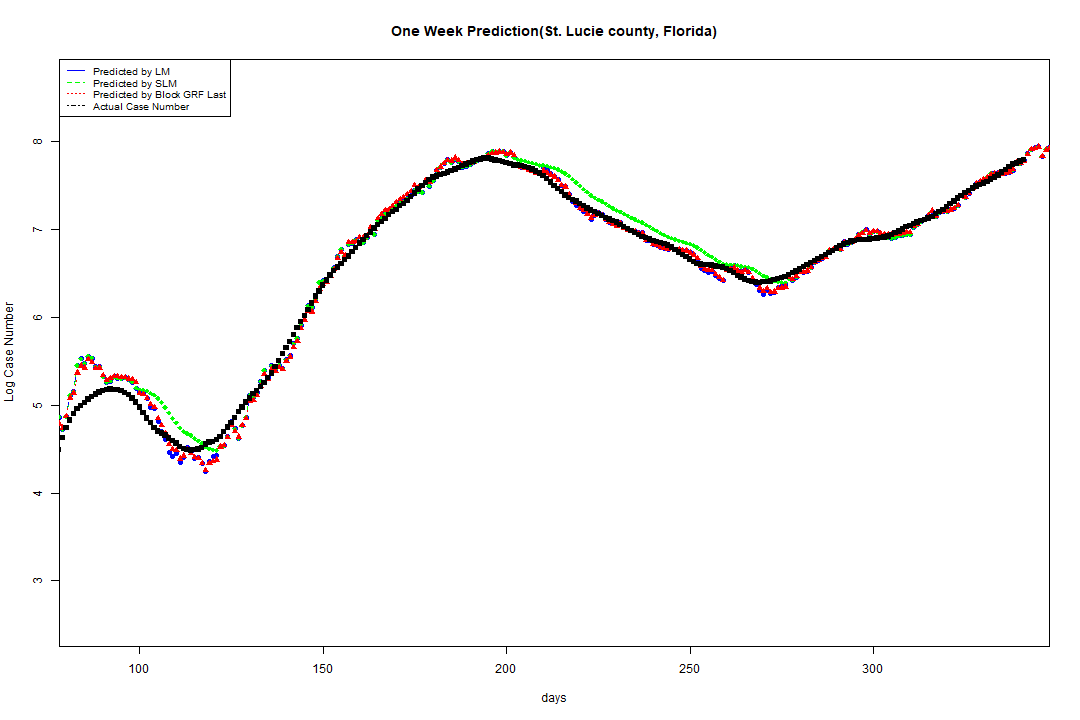 One Week Prediction(St. Lucie county, Florida)
Predicted by LM
Predicted by SLM
Predicted by Block GRF Last
Actual Case Number
8
7
6
5
4
3
Log Case Number
100 150 200 250 300
days